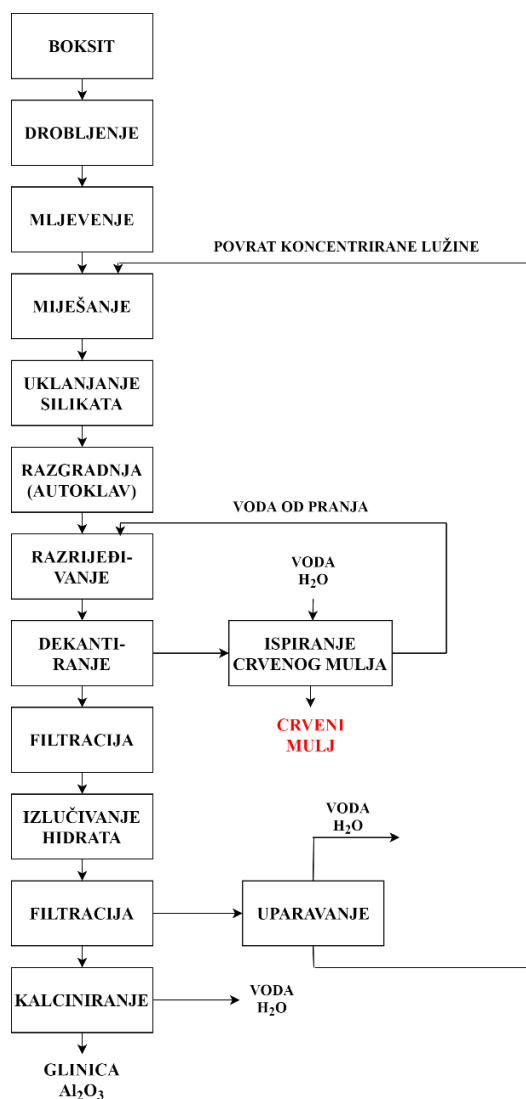 BOKSIT
DROBLJENJE
MLJEVENJE
POVRAT KONCENTRIRANE LUŽINE
MIJEŠANJE
UKLANJANJE
SILIKATA
RAZGRADNJA
(AUTOKLAV)
VODA OD PRANJA
RAZRIJEĐI-
VANJE
VODA
H₂O
DEKANTI-
RANJE
ISPIRANJE
CRVENOG MULJA
CRVENI
MULJ
FILTRACIJA
IZLUČIVANJE
HIDRATA
VODA
H₂O
FILTRACIJA
UPARAVANJE
KALCINIRANJE
VODA
H₂O
GLINICA
Al₂O₃